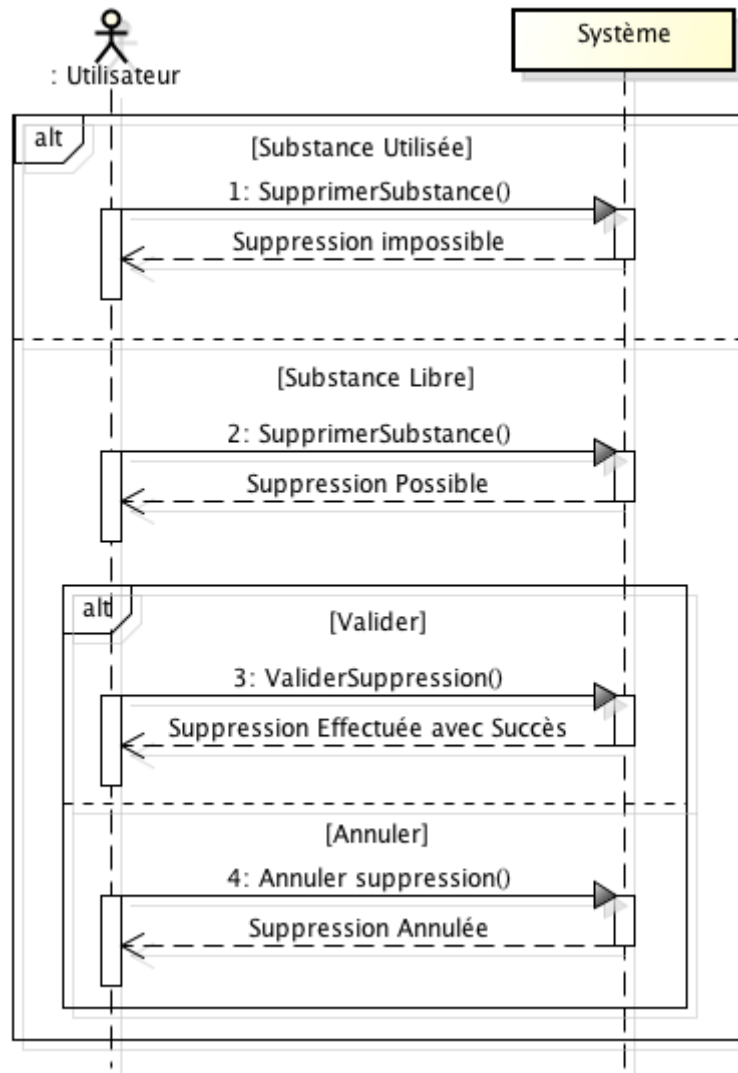 : Utilisateur
Système
alt
[Substance Utilisée]
1: SupprimerSubstance()
Suppression impossible
[Substance Libre]
2: SupprimerSubstance()
Suppression Possible
alt
[Valider]
3: ValiderSuppression()
Suppression Effectuée avec Succès
[Annuler]
4: Annuler suppression()
Suppression Annulée